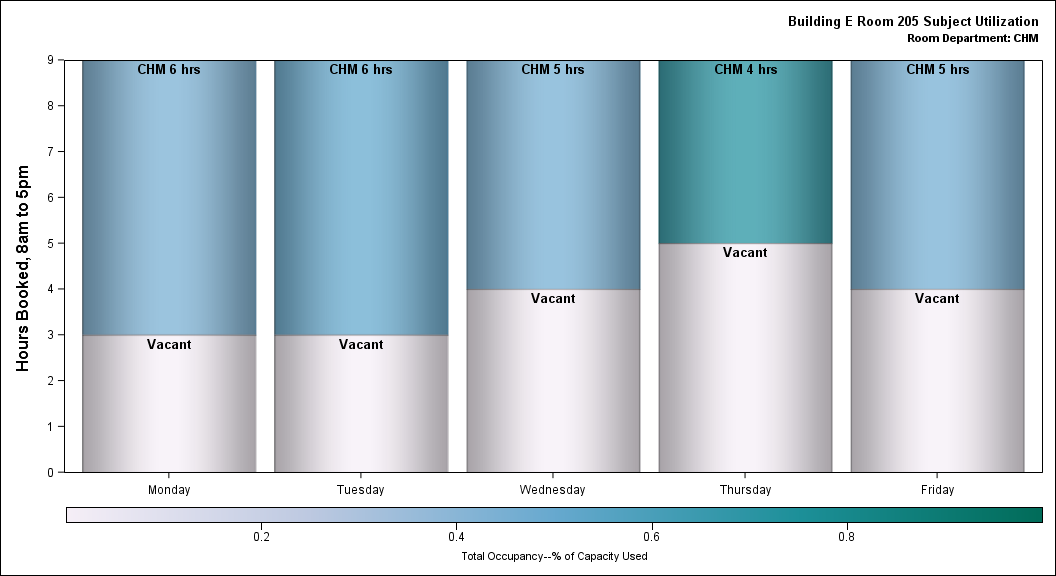 Building E Room 205 Subject Utilization
Room Department: CHM
Hours Booked, 8am to 5pm
9
8
7
6
5
4
3
2
1
0
CHM 6 hrs
CHM 6 hrs
CHM 5 hrs
CHM 4 hrs
CHM 5 hrs
Vacant
Vacant
Vacant
Vacant
Vacant
Monday
Tuesday
Wednesday
Thursday
Friday
0.2
0.4
0.6
0.8
Total Occupancy--% of Capacity Used